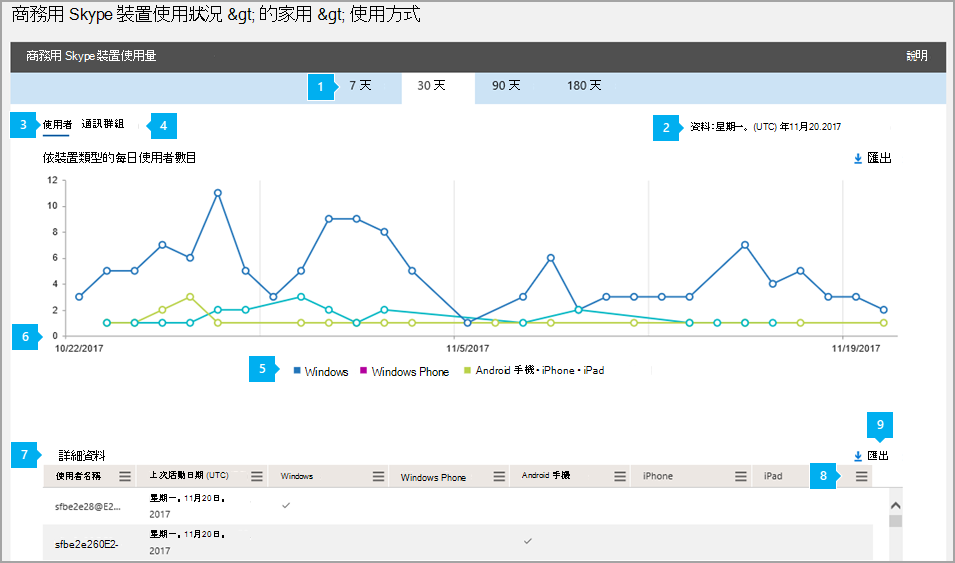 商務用 Skype 裝置使用狀況 &gt; 的家用 &gt; 使用方式
商務用 Skype 裝置使用量 說明
1 7 天 30 天 90 天 180 天
3 使用者 通訊群組 4 2 資料:星期一。(UTC) 年11月20.2017
依裝置類型的每日使用者數目 匯出
12
10
8
6
4
2
6 0
10/22/2017 11/5/2017 11/19/2017
5 Windows Windows Phone Android 手機・iPhone・iPad
9
7 詳細資料 匯出
使用者名稱 上次活動日期 (UTC) Windows Windows Phone Android 手機 iPhone iPad 8
sfbe2e28@E2... 星期一。11月20日。
2017
sfbe2e260E2- 星期一。11月20日。
2017